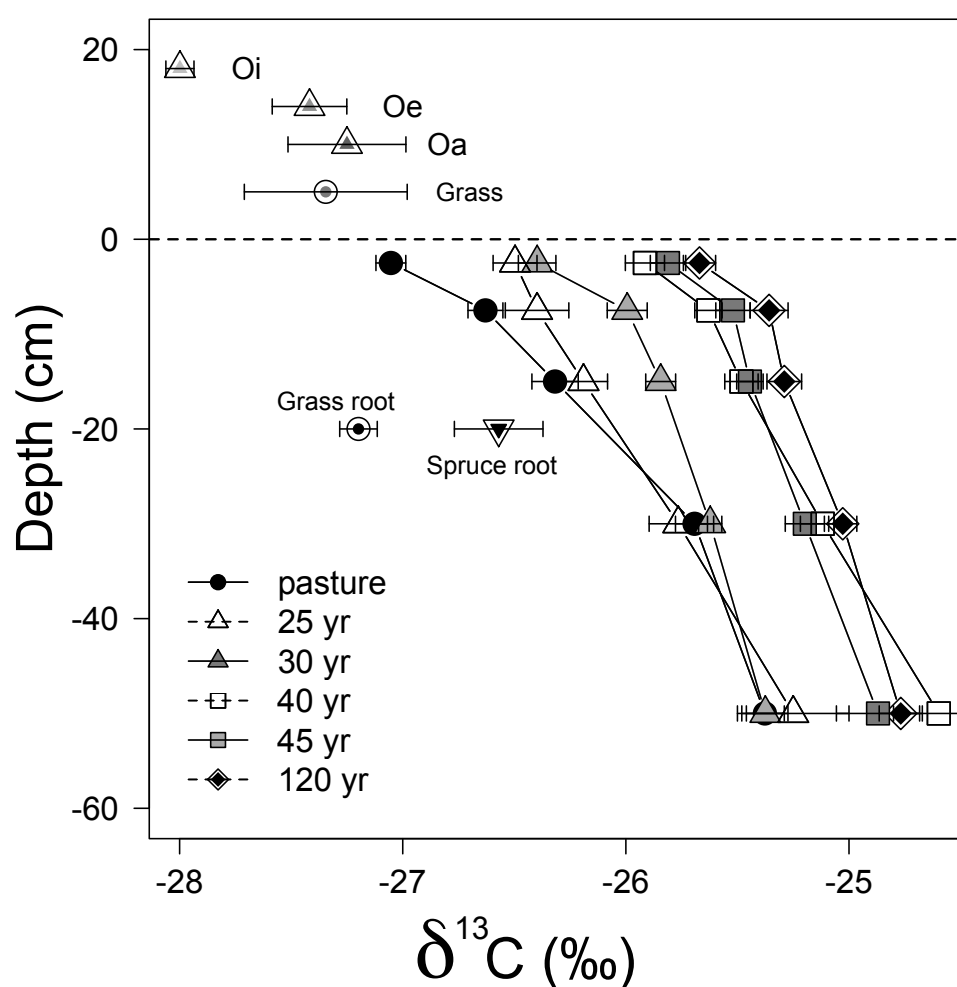 20
Oi
Oe
Oa
Grass
0
Depth (cm)
Grass root
-20
Spruce root
pasture
25 yr
30 yr
-40
40 yr
45 yr
120 yr
-60
-28
-27
-26
-25
δ¹³C (‰)